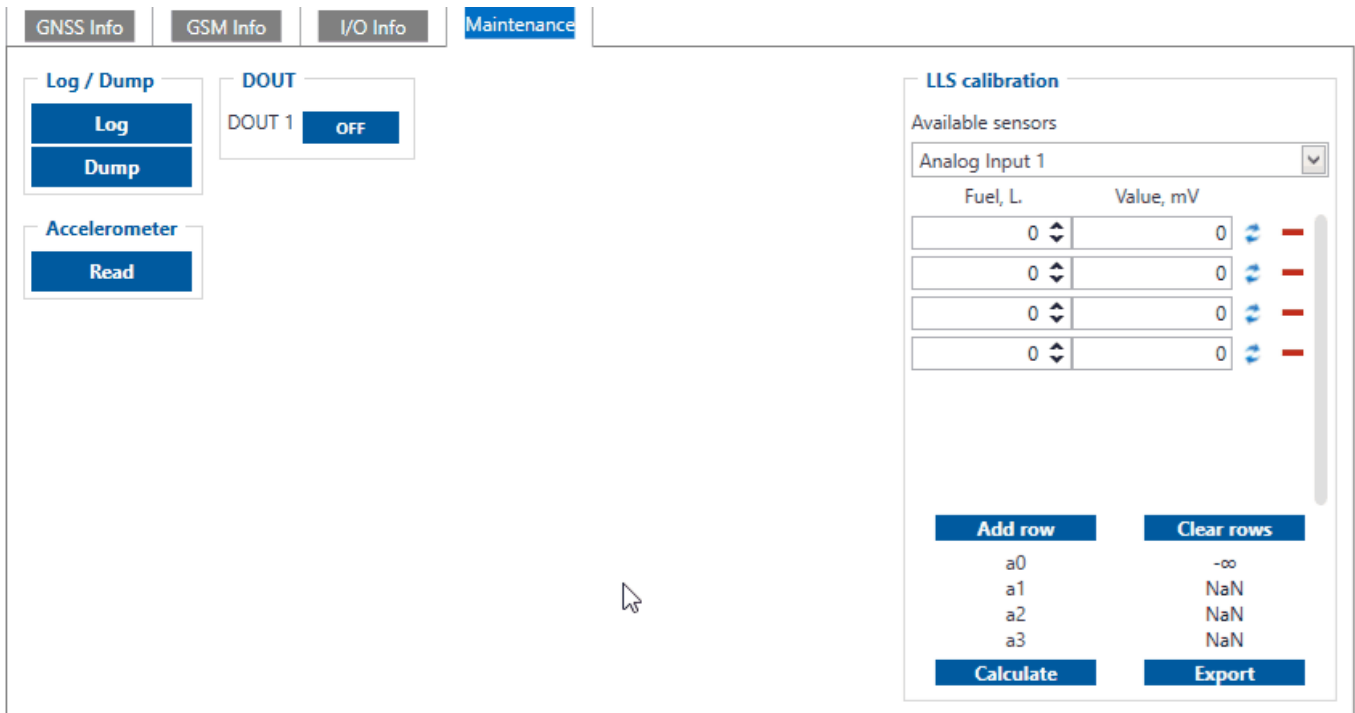 GNSS Info GSM Info I/O Info Maintenance
Log / Dump
Log
Dump
DOUT
DOUT 1 OFF
Accelerometer
Read
LLS calibration
Available sensors
Analog Input 1
Fuel, L. Value, mV
0 0
0 0
0 0
0 0
Add row Clear rows
a0 -∞
a1 NaN
a2 NaN
a3 NaN
Calculate Export